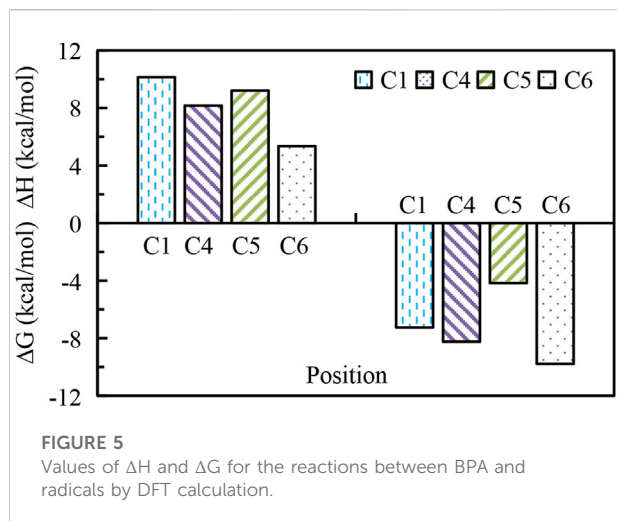 12
8
4
0
-4
-8
-12
ΔG (kcal/mol) ΔH (kcal/mol)
C1 C4 C5 C6
C1 C4 C5 C6
C1 C4 C5 C6
Position
FIGURE 5
Values of ΔH and ΔG for the reactions between BPA and
radicals by DFT calculation.